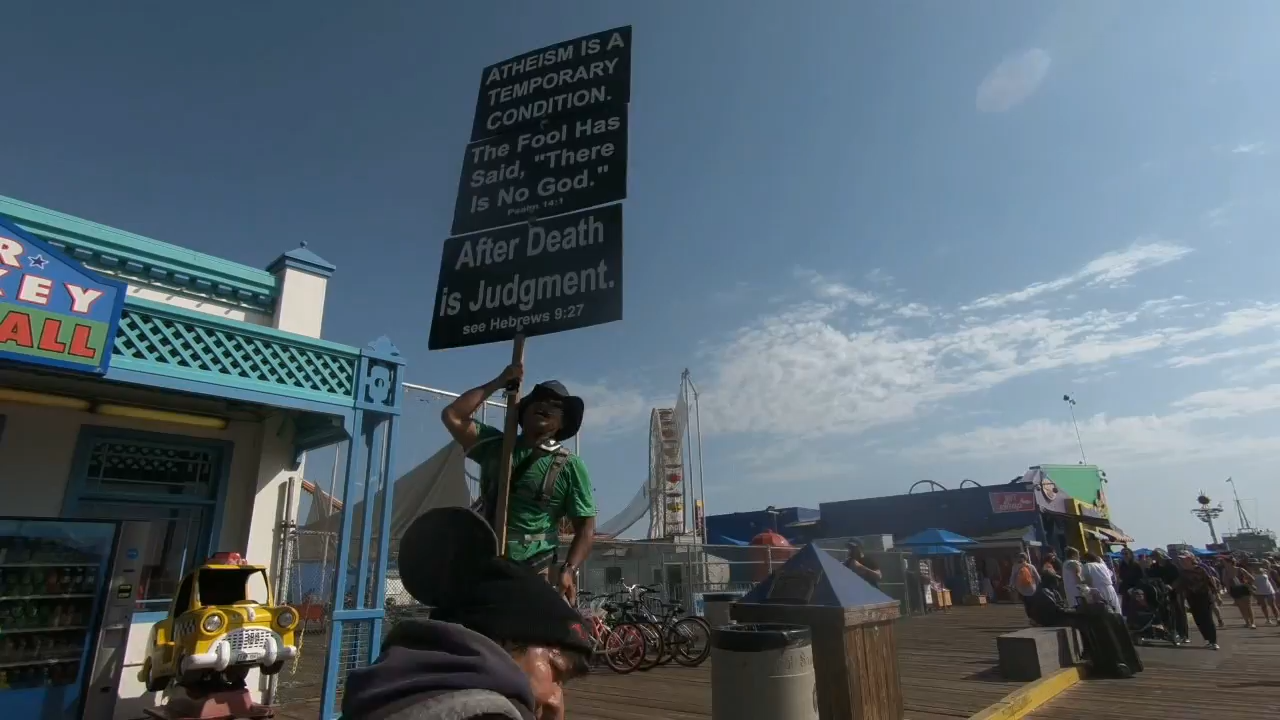 ATHEISM IS A
TEMPORARY
CONDITION.
The Fool Has
Said, "There
Is No God."
Psalm 14:1
After Death
is Judgment.
see Hebrews 9:27
R
KEY
ALL